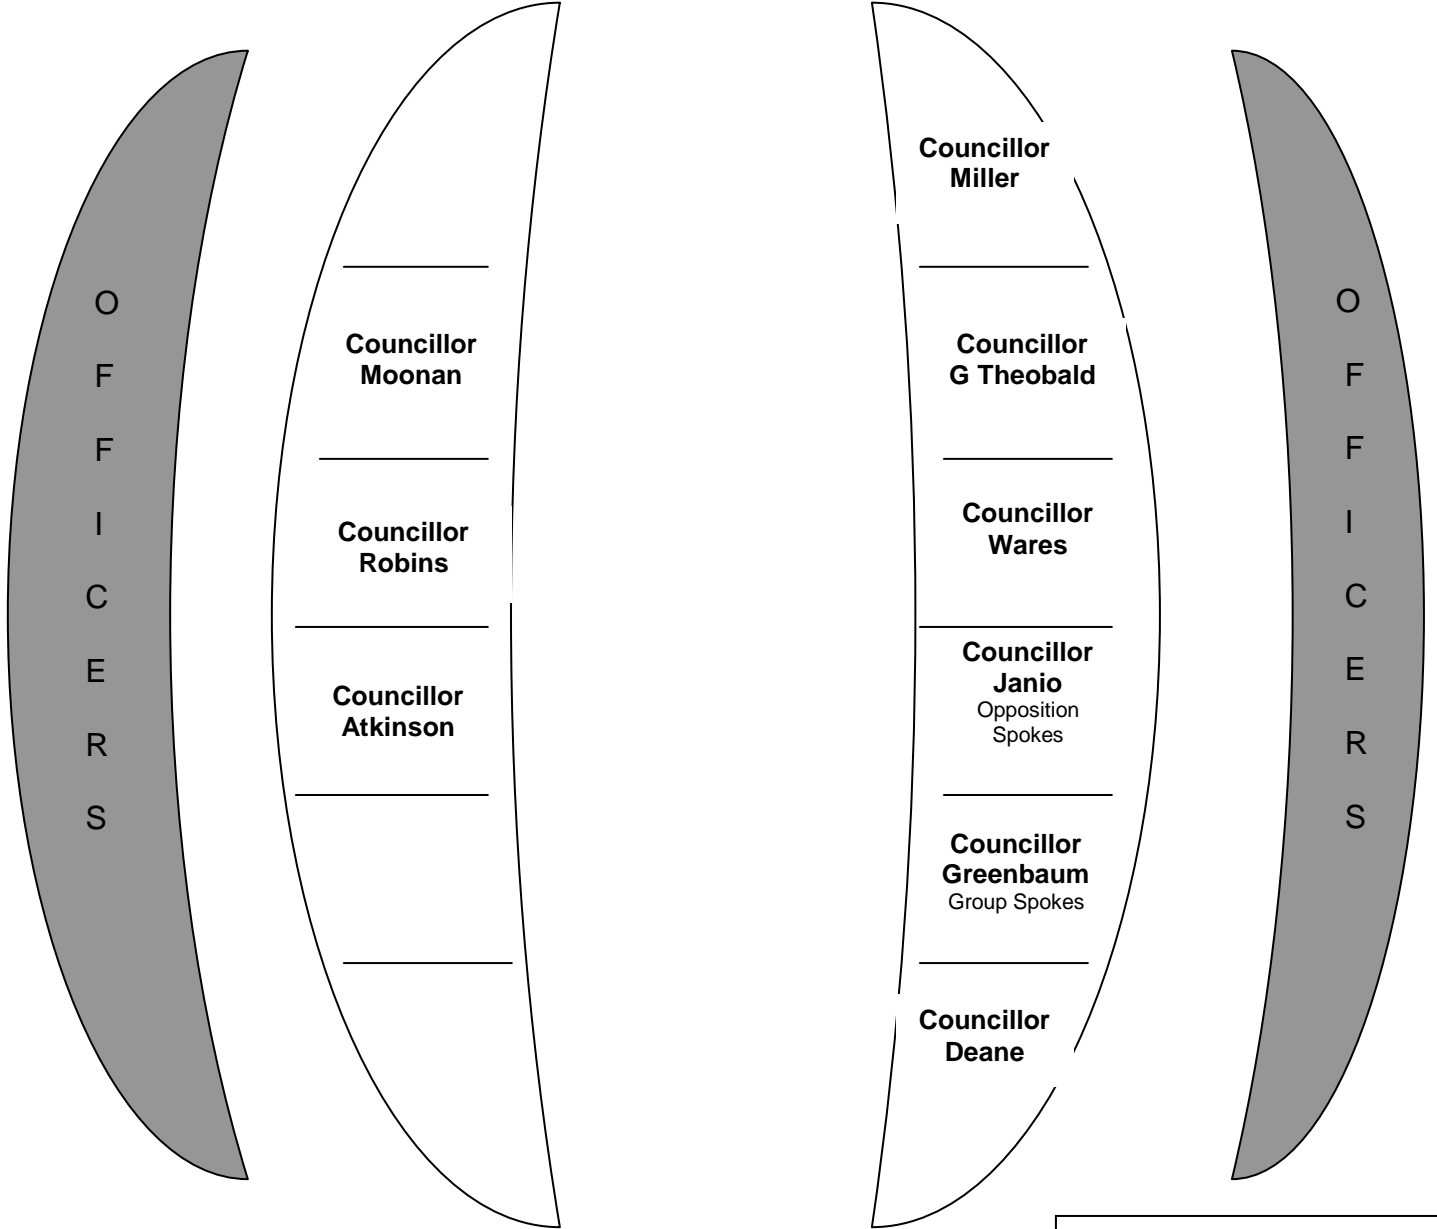 O
F
F
I
C
E
R
S
Councillor
Moonan
Councillor
Robins
Councillor
Atkinson
Councillor
Miller
Councillor
G Theobald
Councillor
Wares
Councillor
Janio
Opposition
Spokes
Councillor
Greenbaum
Group Spokes
Councillor
Deane
O
F
F
I
C
E
R
S